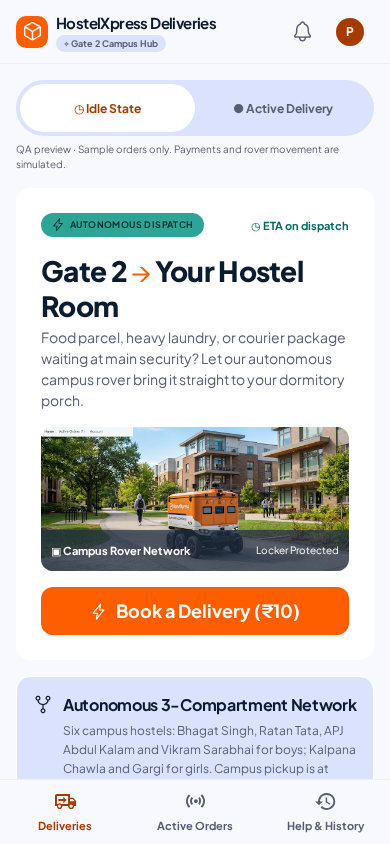 HostelXpress Deliveries
Gate 2 Campus Hub
P
Idle State
Active Delivery
QA preview · Sample orders only. Payments and rover movement are
simulated.
AUTONOMOUS DISPATCH
ETA on dispatch
Gate 2 → Your Hostel
Room
Food parcel, heavy laundry, or courier package
waiting at main security? Let our autonomous
campus rover bring it straight to your dormitory
porch.
Campus Rover Network
Locker Protected
Book a Delivery (₹10)
Autonomous 3-Compartment Network
Six campus hostels: Bhagat Singh, Ratan Tata, APJ
Abdul Kalam and Vikram Sarabhai for boys; Kalpana
Chawla and Gargi for girls. Campus pickup is at
Deliveries
Active Orders
Help & History